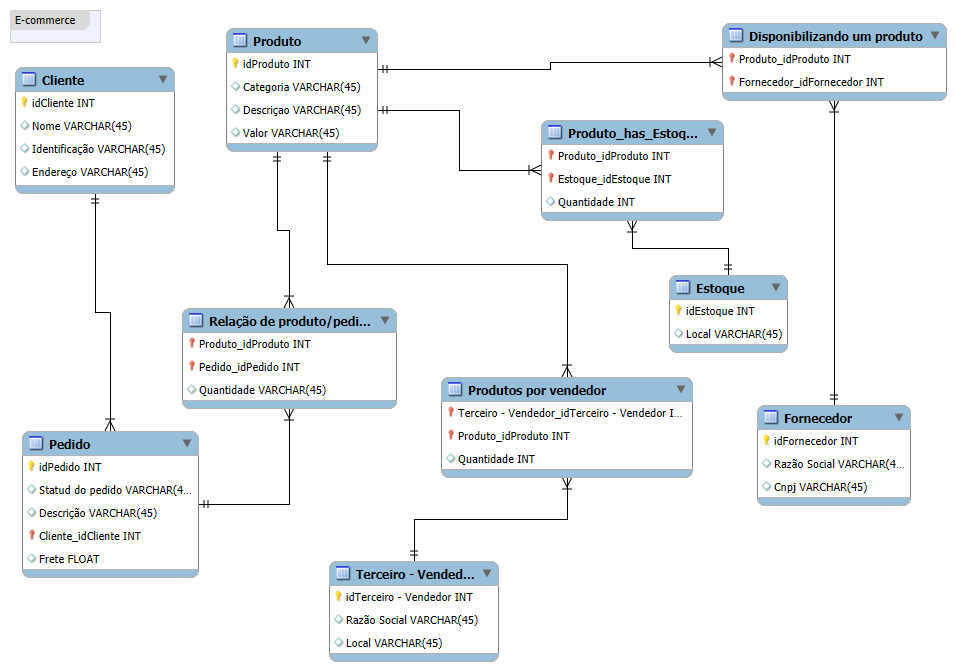 E-commerce
Cliente
idCliente INT
Nome VARCHAR(45)
Identificação VARCHAR(45)
Endereço VARCHAR(45)
Produto
idProduto INT
Categoria VARCHAR(45)
Descriçao VARCHAR(45)
Valor VARCHAR(45)
Disponibilizando um produto
Produto_idProduto INT
Fornecedor_idFornecedor INT
Produto_has_Estoq...
Produto_idProduto INT
Estoque_idEstoque INT
Quantidade INT
Estoque
idEstoque INT
Local VARCHAR(45)
Relação de produto/pedi...
Produto_idProduto INT
Pedido_idPedido INT
Quantidade VARCHAR(45)
Produtos por vendedor
Terceiro - Vendedor_idTerceiro - Vendedor I...
Produto_idProduto INT
Quantidade INT
Fornecedor
idFornecedor INT
Razão Social VARCHAR(4...
Cnpj VARCHAR(45)
Pedido
idPedido INT
Statud do pedido VARCHAR(4...
Descrição VARCHAR(45)
Cliente_idCliente INT
Frete FLOAT
Terceiro - Vended...
idTerceiro - Vendedor INT
Razão Social VARCHAR(45)
Local VARCHAR(45)